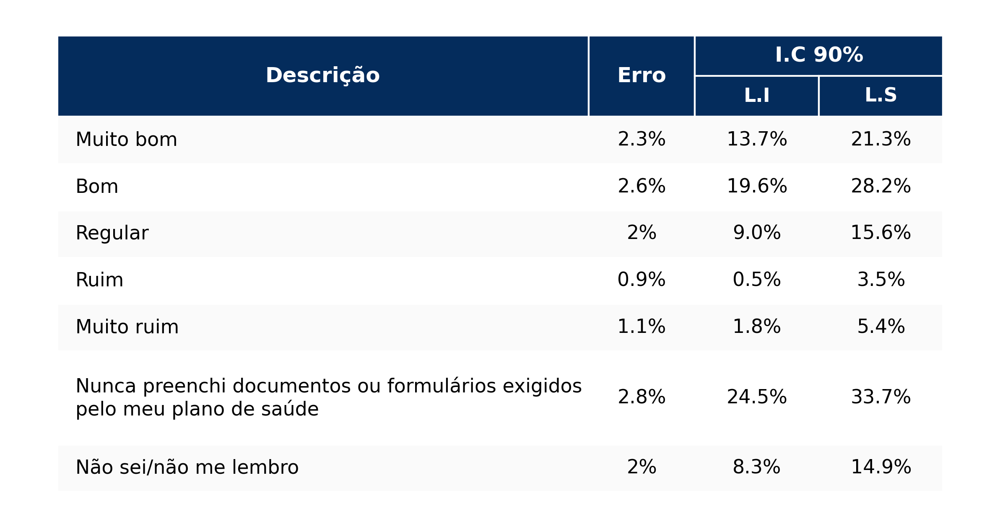 Descrição Erro I.C 90%
L.I L.S
Muito bom 2.3% 13.7% 21.3%
Bom 2.6% 19.6% 28.2%
Regular 2% 9.0% 15.6%
Ruim 0.9% 0.5% 3.5%
Muito ruim 1.1% 1.8% 5.4%
Nunca preenchi documentos ou formulários exigidos
pelo meu plano de saúde 2.8% 24.5% 33.7%
Não sei/não me lembro 2% 8.3% 14.9%